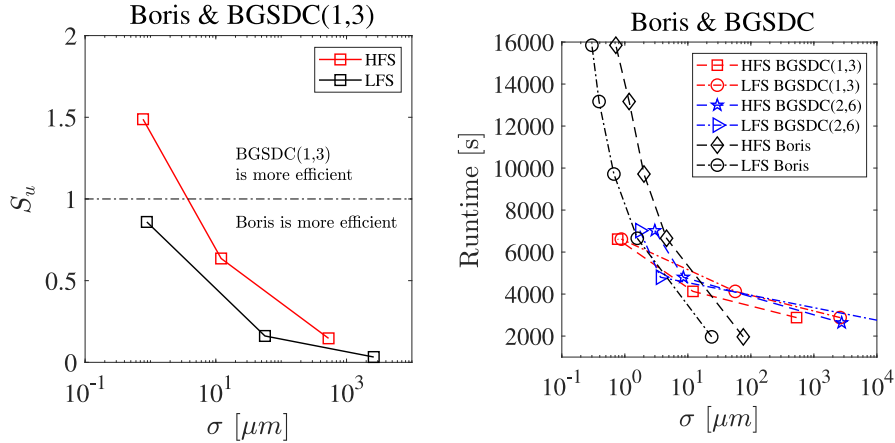 Boris & BGSDC(1,3)
2
1.5
1
0.5
0
S_u
HFS
LFS
BGSDC(1,3)
is more efficient
Boris is more efficient
10^-1
10^1
10^3
σ [μm]
Boris & BGSDC
16000
14000
12000
10000
8000
6000
4000
2000
Runtime [s]
HFS BGSDC(1,3)
LFS BGSDC(1,3)
HFS BGSDC(2,6)
LFS BGSDC(2,6)
HFS Boris
LFS Boris
10^-1
10^0
10^1
10^2
10^3
10^4
σ [μm]